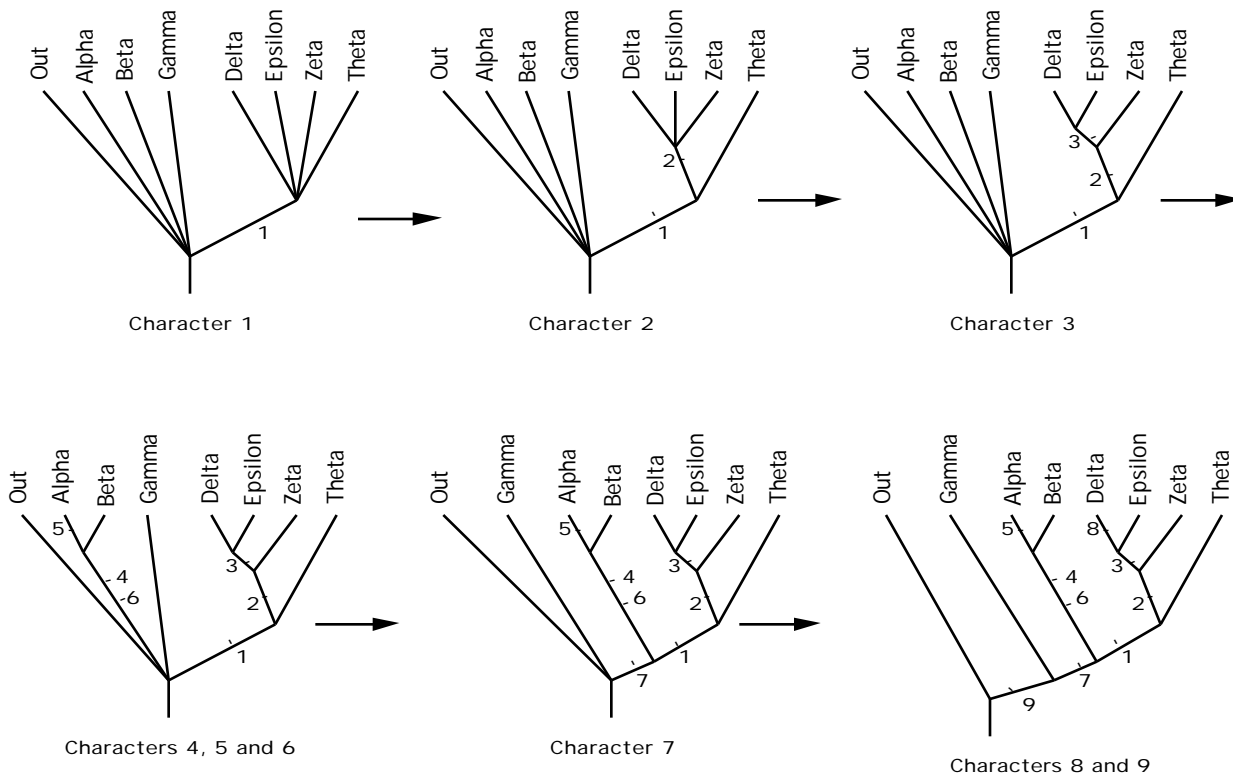 Out Alpha Beta Gamma Delta Epsilon Zeta Theta
1
Character 1
Out Alpha Beta Gamma Delta Epsilon Zeta Theta
2
1
Character 2
Out Alpha Beta Gamma Delta Epsilon Zeta Theta
3
2
1
Character 3
Out Alpha Beta Gamma Delta Epsilon Zeta Theta
5
3
4
6
2
1
Characters 4, 5 and 6
Out Gamma Alpha Beta Delta Epsilon Zeta Theta
5
3
4
6
2
1
7
Character 7
Out Gamma Alpha Beta Delta Epsilon Zeta Theta
5 8
3
4
6
2
1
7
9
Characters 8 and 9